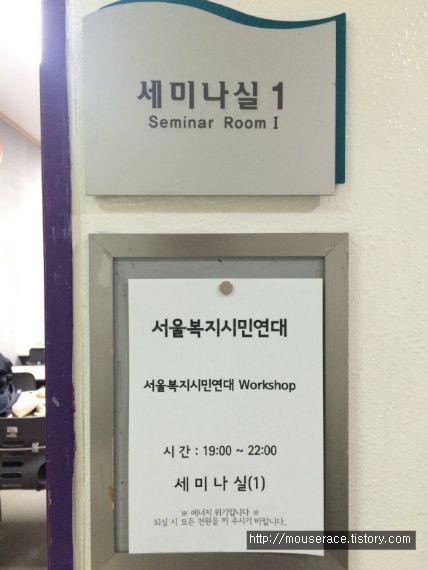 세미나실 1
Seminar Room I
서울복지시민연대
서울복지시민연대 Workshop
시 간 : 19:00 ~ 22:00
세 미 나 실(1)
※ 에너지 위기입니다 ※
퇴실 시 모든 전원을 꺼 주시기 바랍니다.
http://mouserace.tistory.com